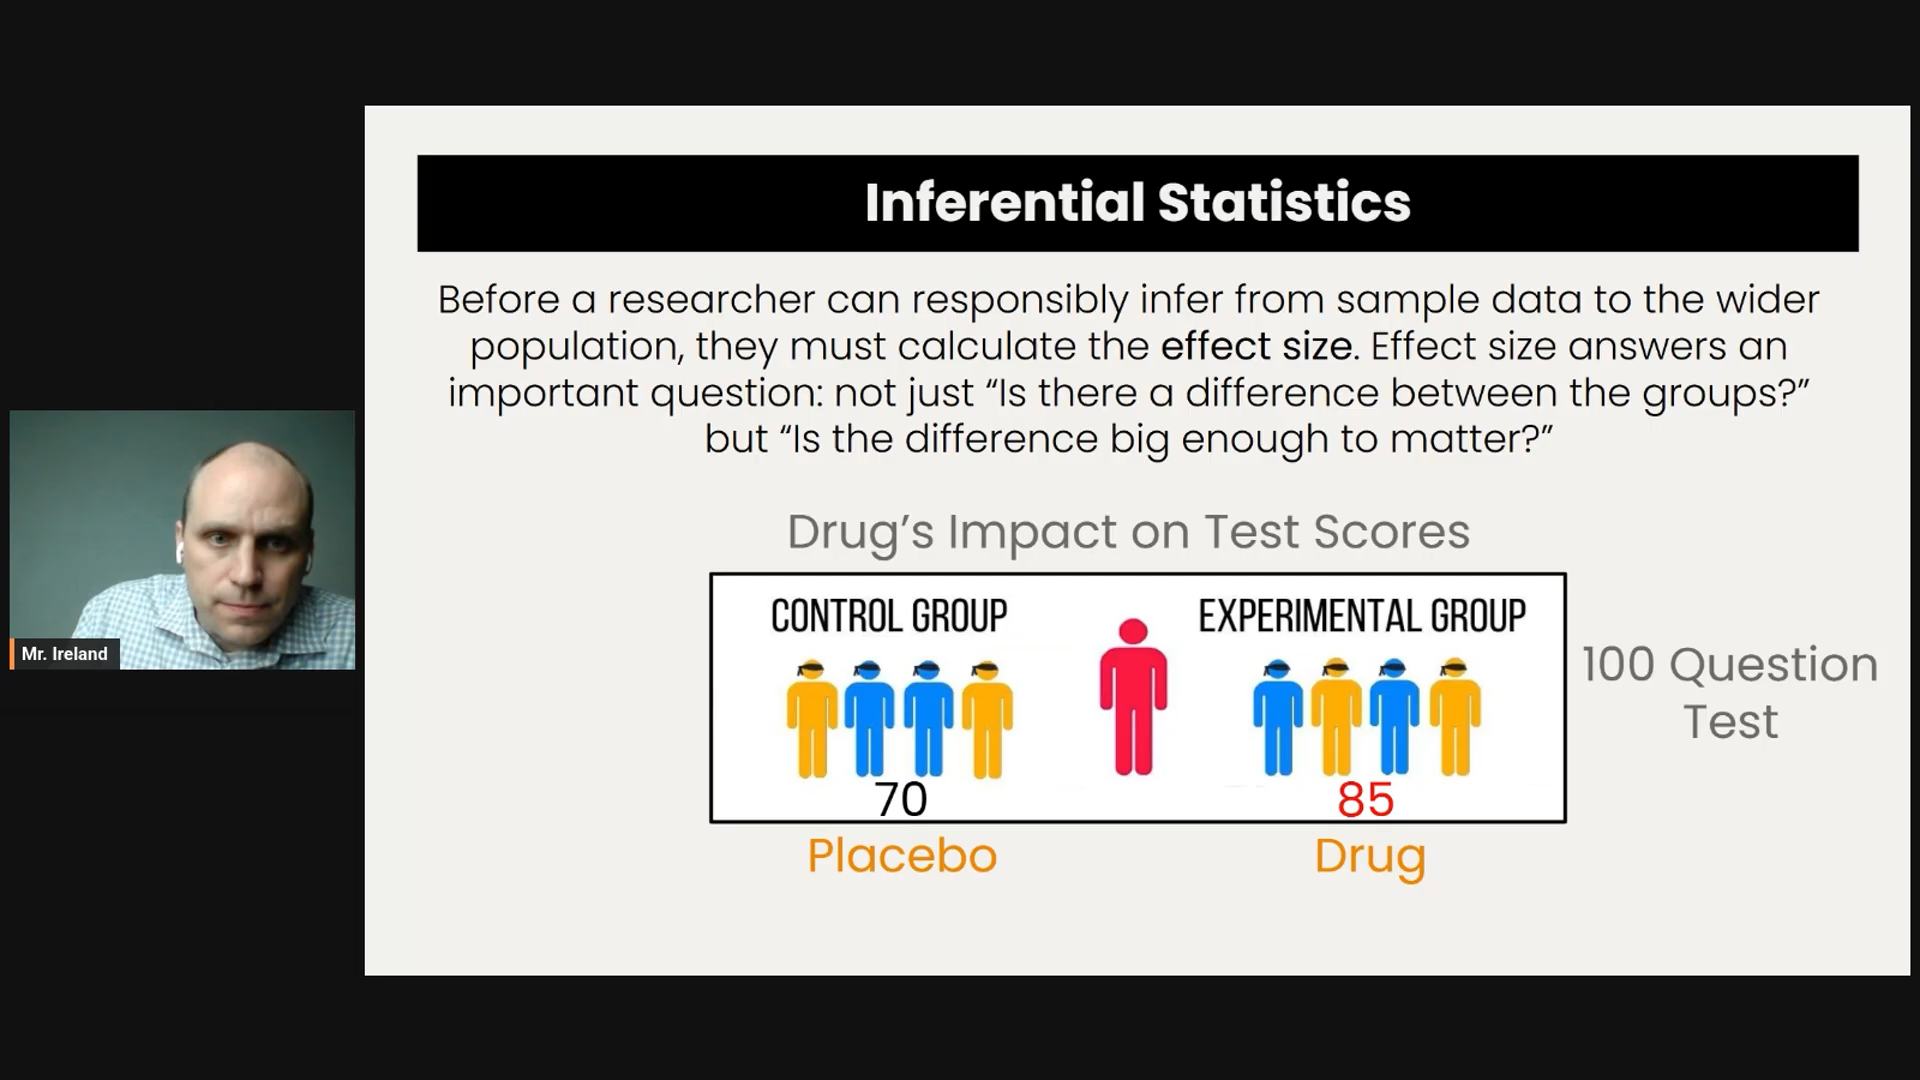 Inferential Statistics
Before a researcher can responsibly infer from sample data to the wider
population, they must calculate the effect size. Effect size answers an
important question: not just “Is there a difference between the groups?”
but “Is the difference big enough to matter?”
Drug’s Impact on Test Scores
CONTROL GROUP
EXPERIMENTAL GROUP
70
85
Placebo
Drug
100 Question
Test
Mr. Ireland